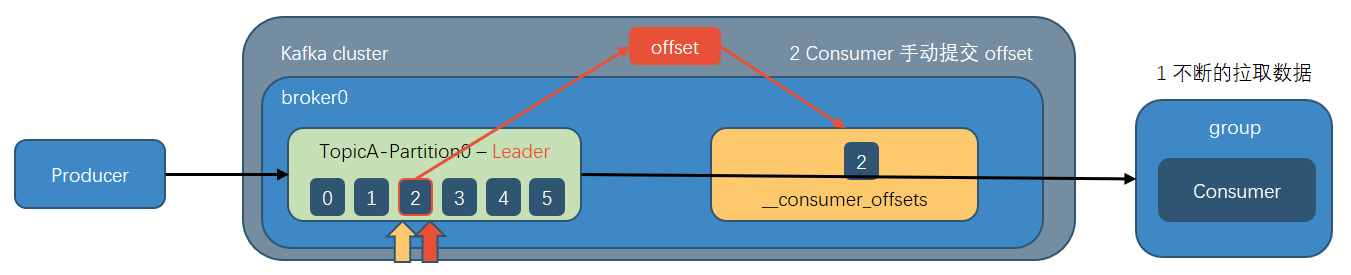 offset
Kafka cluster
2 Consumer 手动提交 offset
1 不断的拉取数据
broker0
group
TopicA-Partition0 – Leader
Producer
2
0 1 2 3 4 5
Consumer
__consumer_offsets